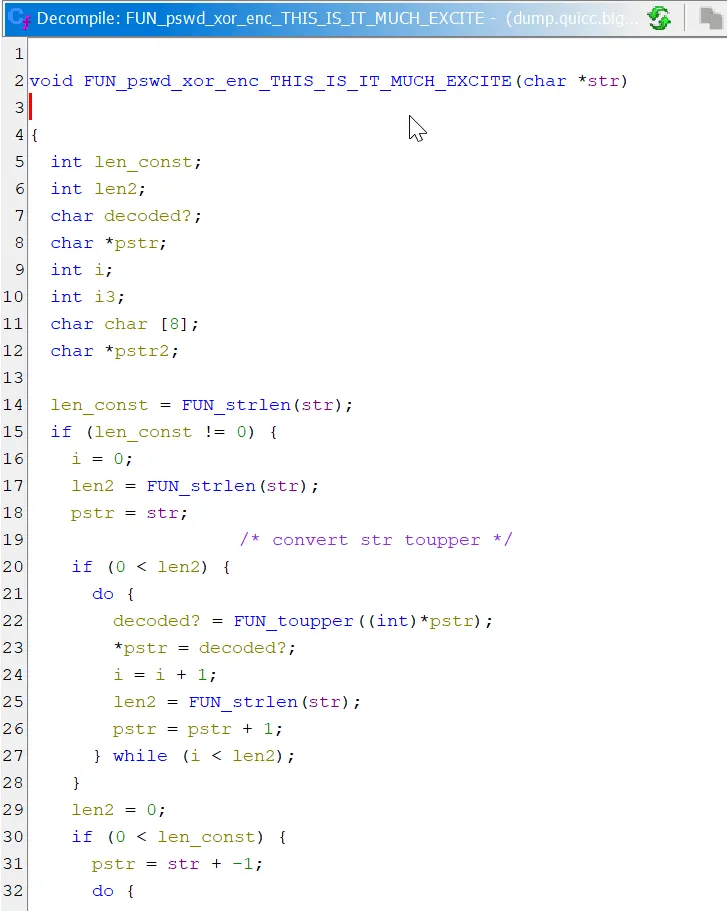 Decompile: FUN_pswd_xor_enc_THIS_IS_IT_MUCH_EXCITE - (dump.quicc.big...
1
2 void FUN_pswd_xor_enc_THIS_IS_IT_MUCH_EXCITE(char *str)
3
4 {
5   int len_const;
6   int len2;
7   char decoded?;
8   char *pstr;
9   int i;
10   int i3;
11   char char [8];
12   char *pstr2;
13
14   len_const = FUN_strlen(str);
15   if (len_const != 0) {
16     i = 0;
17     len2 = FUN_strlen(str);
18     pstr = str;
19                     /* convert str toupper */
20     if (0 < len2) {
21       do {
22         decoded? = FUN_toupper((int)*pstr);
23         *pstr = decoded?;
24         i = i + 1;
25         len2 = FUN_strlen(str);
26         pstr = pstr + 1;
27       } while (i < len2);
28     }
29     len2 = 0;
30     if (0 < len_const) {
31       pstr = str + -1;
32       do {